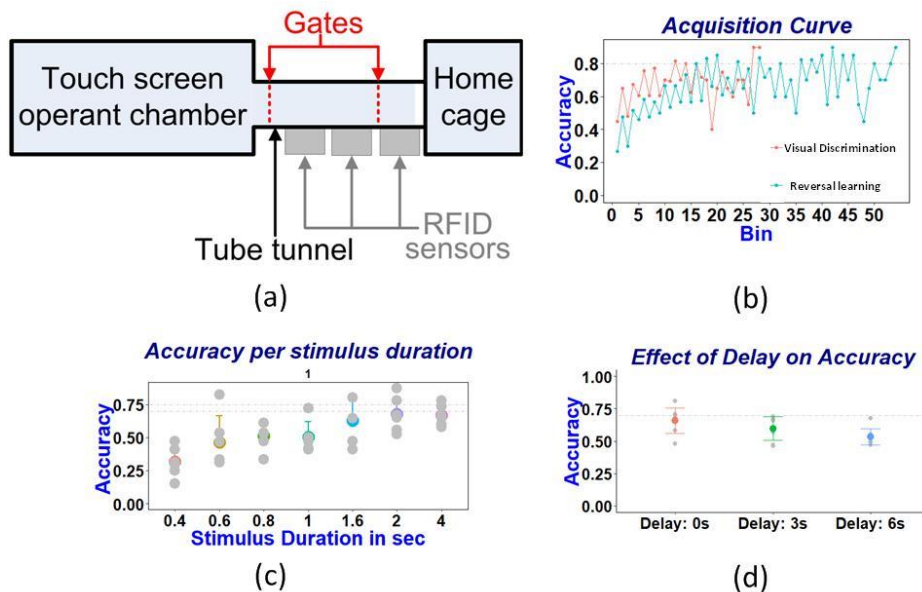 Gates
Touch screen
operant chamber
Home
cage
RFID
sensors
Tube tunnel
(a)
Acquisition Curve
Accuracy
0.8
0.6
0.4
0.2
0.0
Visual Discrimination
Reversal learning
0 5 10 15 20 25 30 35 40 45 50
Bin
(b)
Accuracy per stimulus duration
1
Accuracy
0.75
0.50
0.25
0.00
0.4 0.6 0.8 1 1.6 2 4
Stimulus Duration in sec
(c)
Effect of Delay on Accuracy
Accuracy
1.00
0.75
0.50
0.25
0.00
Delay: 0s Delay: 3s Delay: 6s
(d)